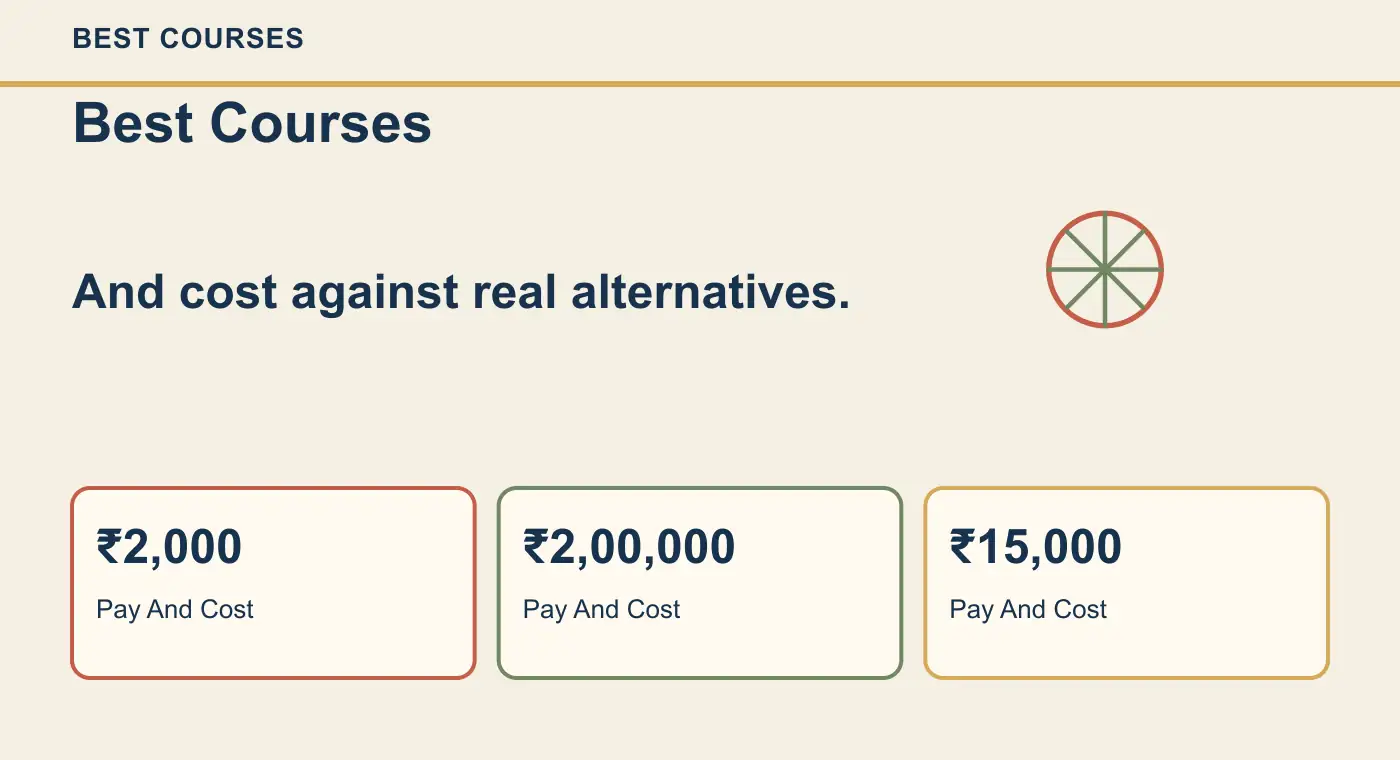 BEST COURSES
Best Courses
And cost against real alternatives.
₹2,000
Pay And Cost
₹2,00,000
Pay And Cost
₹15,000
Pay And Cost